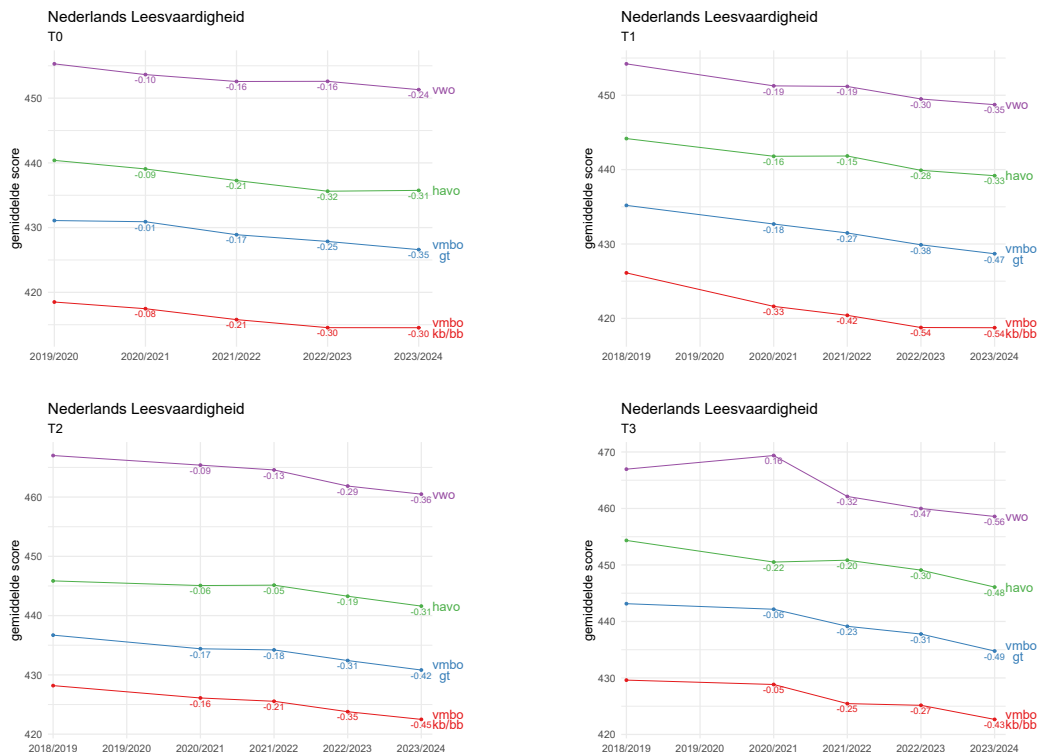 Nederlands Leesvaardigheid
T0
gemiddelde score
450
440
430
420
-0.10
-0.16
-0.16
-0.24
vwo
-0.09
-0.21
-0.32
-0.31
havo
-0.01
-0.17
-0.25
-0.35
vmbo
gt
-0.08
-0.21
-0.30
-0.30
vmbo
kb/bb
2019/2020
2020/2021
2021/2022
2022/2023
2023/2024
Nederlands Leesvaardigheid
T1
gemiddelde score
450
440
430
420
-0.19
-0.19
-0.30
-0.35
vwo
-0.16
-0.15
-0.28
-0.33
havo
-0.18
-0.27
-0.38
-0.47
vmbo
gt
-0.33
-0.42
-0.54
-0.54
vmbo
kb/bb
2018/2019
2019/2020
2020/2021
2021/2022
2022/2023
2023/2024
Nederlands Leesvaardigheid
T2
gemiddelde score
460
450
440
430
420
-0.09
-0.13
-0.29
-0.36
vwo
-0.06
-0.05
-0.19
-0.31
havo
-0.17
-0.18
-0.31
-0.42
vmbo
gt
-0.16
-0.21
-0.35
-0.45
vmbo
kb/bb
2018/2019
2019/2020
2020/2021
2021/2022
2022/2023
2023/2024
Nederlands Leesvaardigheid
T3
gemiddelde score
470
460
450
440
430
420
0.16
-0.32
-0.47
-0.56
vwo
-0.22
-0.20
-0.30
-0.48
havo
-0.06
-0.23
-0.31
-0.49
vmbo
gt
-0.05
-0.25
-0.27
-0.43
vmbo
kb/bb
2018/2019
2019/2020
2020/2021
2021/2022
2022/2023
2023/2024